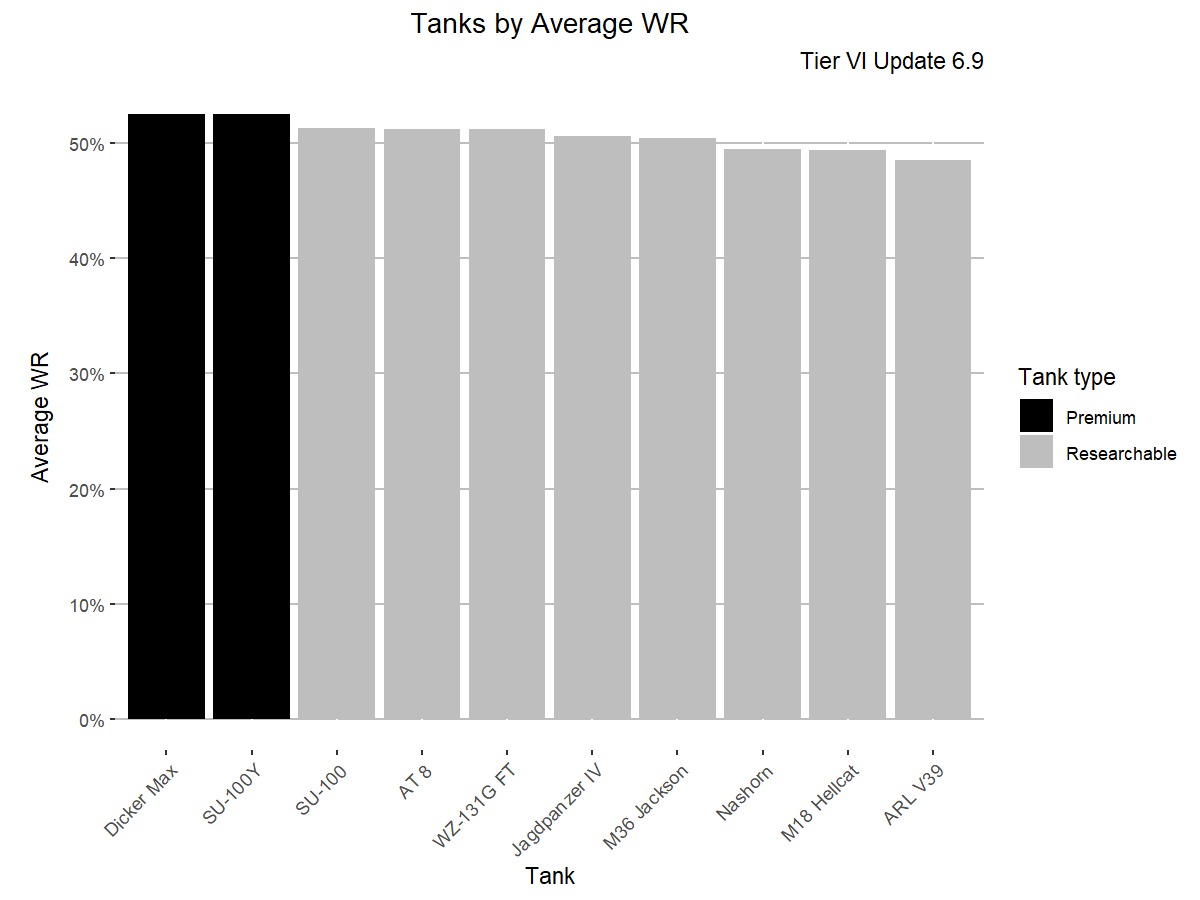 Tanks by Average WR
Tier VI Update 6.9
Average WR
50%
40%
30%
20%
10%
0%
Dicker Max
SU-100Y
SU-100
AT 8
WZ-131G FT
Jagdpanzer IV
M36 Jackson
Nashorn
M18 Hellcat
ARL V39
Tank
Tank type
Premium
Researchable